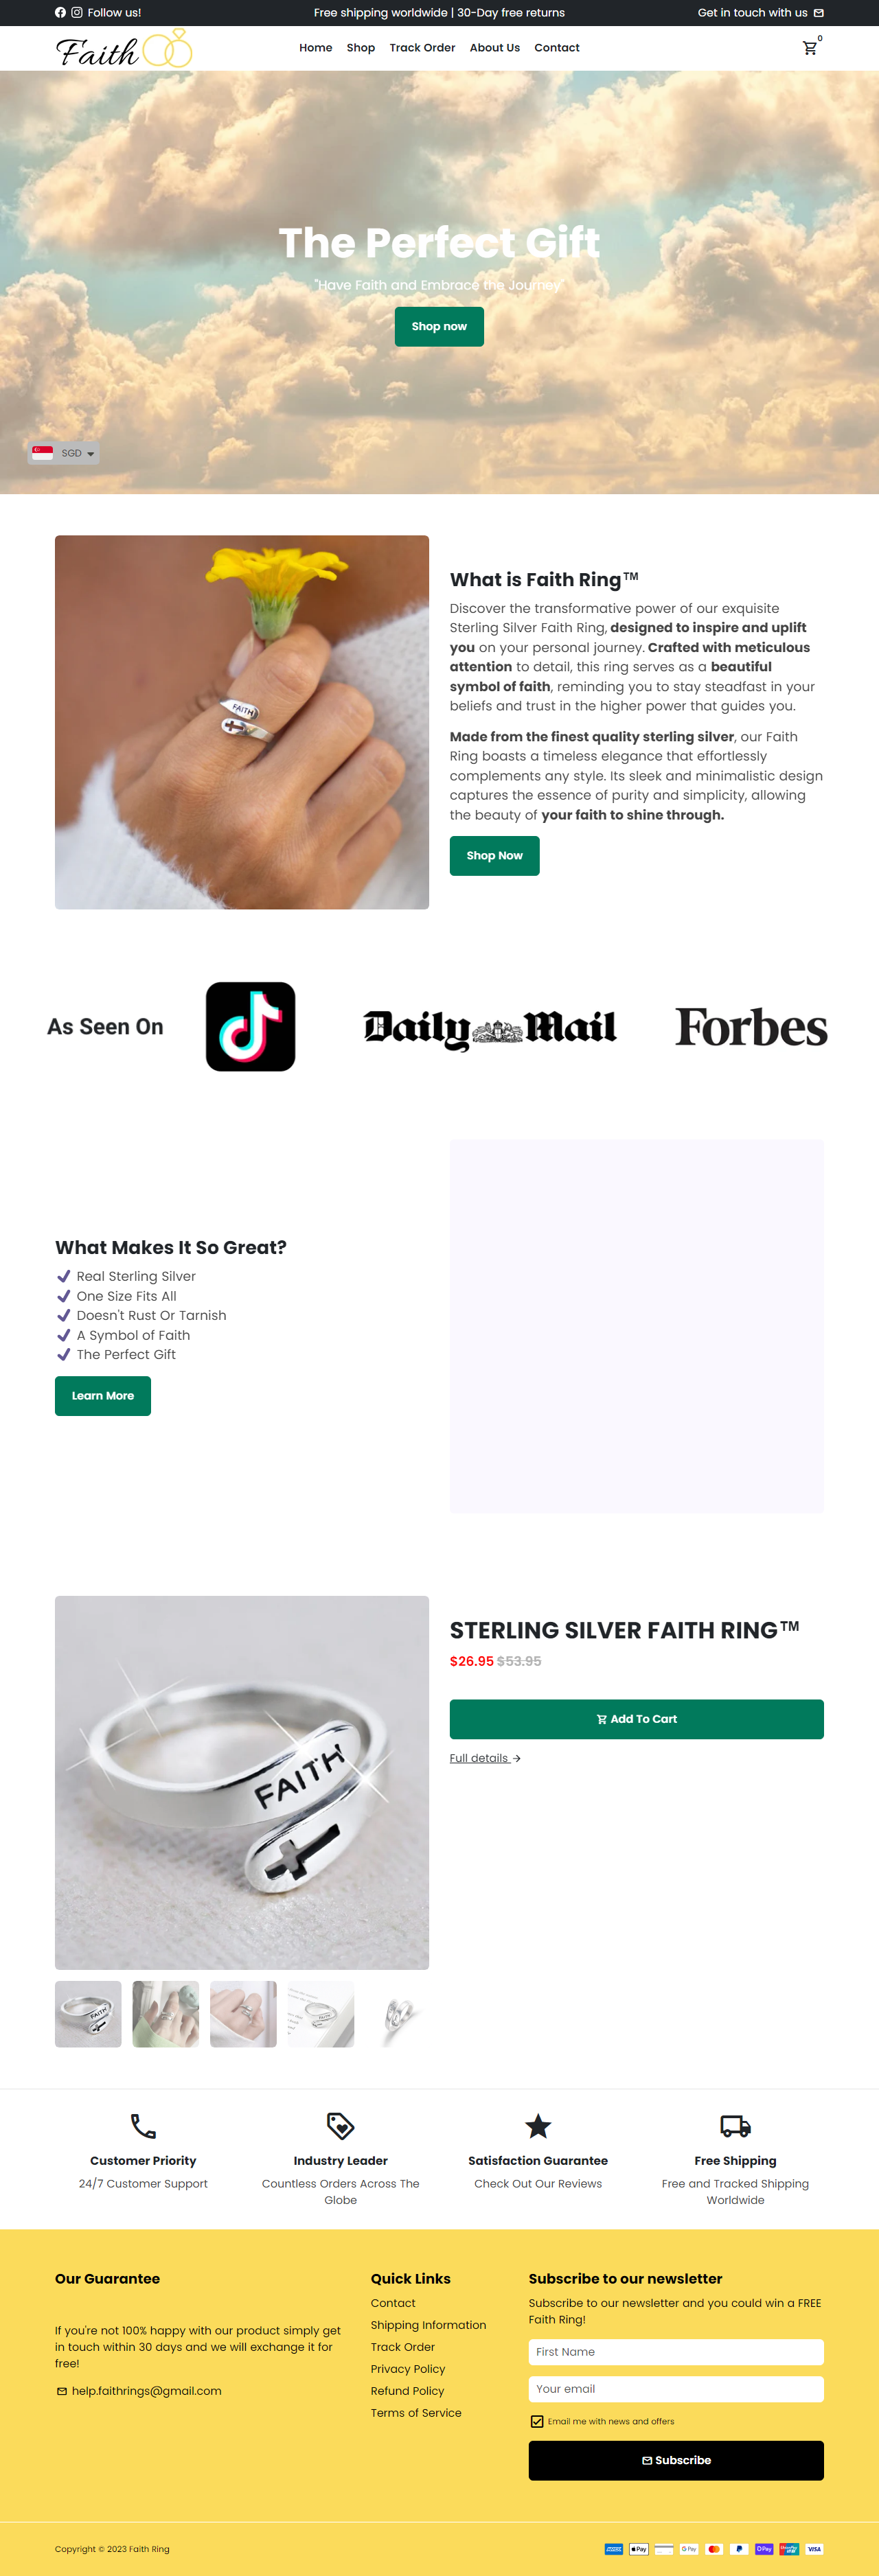 Follow us!
Free shipping worldwide | 30-Day free returns
Get in touch with us
Faith
Home
Shop
Track Order
About Us
Contact
0
The Perfect Gift
"Have Faith and Embrace the Journey"
Shop now
SGD
FAITH
What is Faith Ring™
Discover the transformative power of our exquisite
Sterling Silver Faith Ring, designed to inspire and uplift
you on your personal journey. Crafted with meticulous
attention to detail, this ring serves as a beautiful
symbol of faith, reminding you to stay steadfast in your
beliefs and trust in the higher power that guides you.
Made from the finest quality sterling silver, our Faith
Ring boasts a timeless elegance that effortlessly
complements any style. Its sleek and minimalistic design
captures the essence of purity and simplicity, allowing
the beauty of your faith to shine through.
Shop Now
As Seen On
Daily Mail
Forbes
What Makes It So Great?
Real Sterling Silver
One Size Fits All
Doesn't Rust Or Tarnish
A Symbol of Faith
The Perfect Gift
Learn More
FAITH
STERLING SILVER FAITH RING™
$26.95 $53.95
Add To Cart
Full details
FAITH
Customer Priority
24/7 Customer Support
Industry Leader
Countless Orders Across The
Globe
Satisfaction Guarantee
Check Out Our Reviews
Free Shipping
Free and Tracked Shipping
Worldwide
Our Guarantee
If you're not 100% happy with our product simply get
in touch within 30 days and we will exchange it for
free!
help.faithrings@gmail.com
Quick Links
Contact
Shipping Information
Track Order
Privacy Policy
Refund Policy
Terms of Service
Subscribe to our newsletter
Subscribe to our newsletter and you could win a FREE
Faith Ring!
First Name
Your email
Email me with news and offers
Subscribe
Copyright © 2023 Faith Ring
Pay
G Pay
VISA